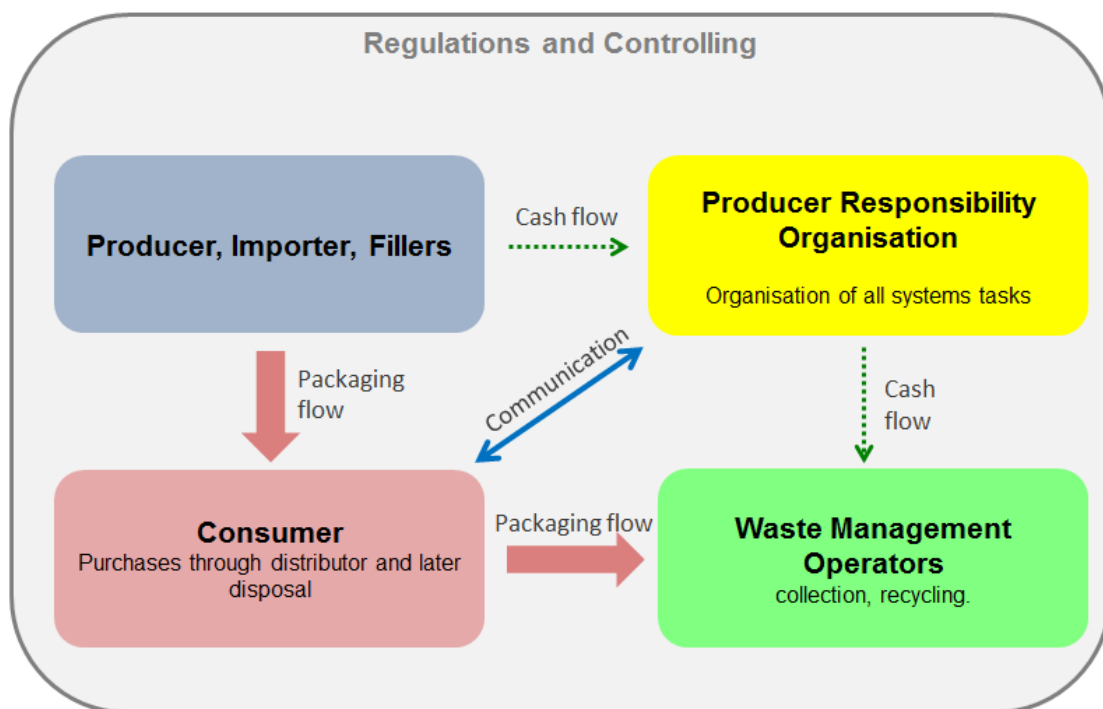 Regulations and Controlling
Producer, Importer, Fillers
Cash flow
Producer Responsibility
Organisation
Organisation of all systems tasks
Packaging
flow
Communication
Cash
flow
Consumer
Purchases through distributor and later
disposal
Packaging flow
Waste Management
Operators
collection, recycling.